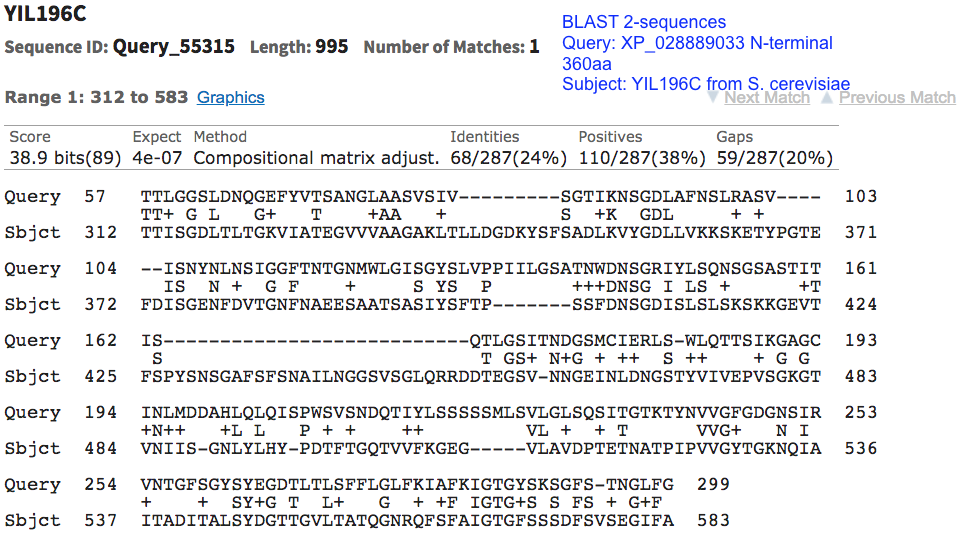 YIL196C
BLAST 2-sequences
Sequence ID: Query_55315 Length: 995 Number of Matches: 1
Query: XP_028889033 N-terminal
360aa
Subject: YIL196C from S. cerevisiae
Range 1: 312 to 583 Graphics
▼ Next Match ▲ Previous Match
Score Expect Method Identities Positives Gaps
38.9 bits(89) 4e-07 Compositional matrix adjust. 68/287(24%) 110/287(38%) 59/287(20%)
Query 57 TTLGGSLDNQGEFYVTSANGLAASVSIV---------SGTIKNSGDLAFNSLRASV---- 103
TT+ G L G+ T +AA + S +K GDL + +
Sbjct 312 TTISGDLTLTGKVIATEGVVVAAGAKLTLLDGDKYSFSADLKVYGDLLVKKSKETYPGTE 371
Query 104 --ISNYNLNSIGGFTNTGNMWLGISGYSLVPPIILGSATNWDNSGRIYLSQNSGSASTIT 161
IS N + G F + S YS P +++DNSG I LS + +T
Sbjct 372 FDISGENFDVTGNFNAEESAATSASIYSFTP-------SSFDNSGDISLSLSKSKKGEVT 424
Query 162 IS---------------------------QTLGSITNDGSMCIERLS-WLQTTSIKGAGC 193
S T GS+ N+G+ + ++ S ++ + G G
Sbjct 425 FSPYSNSGAFSFSNAILNGGSVSGLQRRDDTEGSV-NNGEINLDNGSTYVIVEPVSGKGT 483
Query 194 INLMDDAHLQLQISPWSVSNDQTIYLSSSSSMLSVLGLSQSITGTKTYNVVGFGDGNSIR 253
+N++ +L L P + + ++ VL + + T VVG+ N I
Sbjct 484 VNIIS-GNLYLHY-PDTFTGQTVVFKGEG-----VLAVDPTETNATPIPVVGYTGKNQIA 536
Query 254 VNTGFSGYSYEGDTLTLSFFLGLFKIAFKIGTGYSKSGFS-TNGLFG 299
+ + SY+G T L+ G + +F IGTG+S S FS + G+F
Sbjct 537 ITADITALSYDGTTGVLTATQGNRQFSFAIGTGFSSSDFSVSEGIFA 583